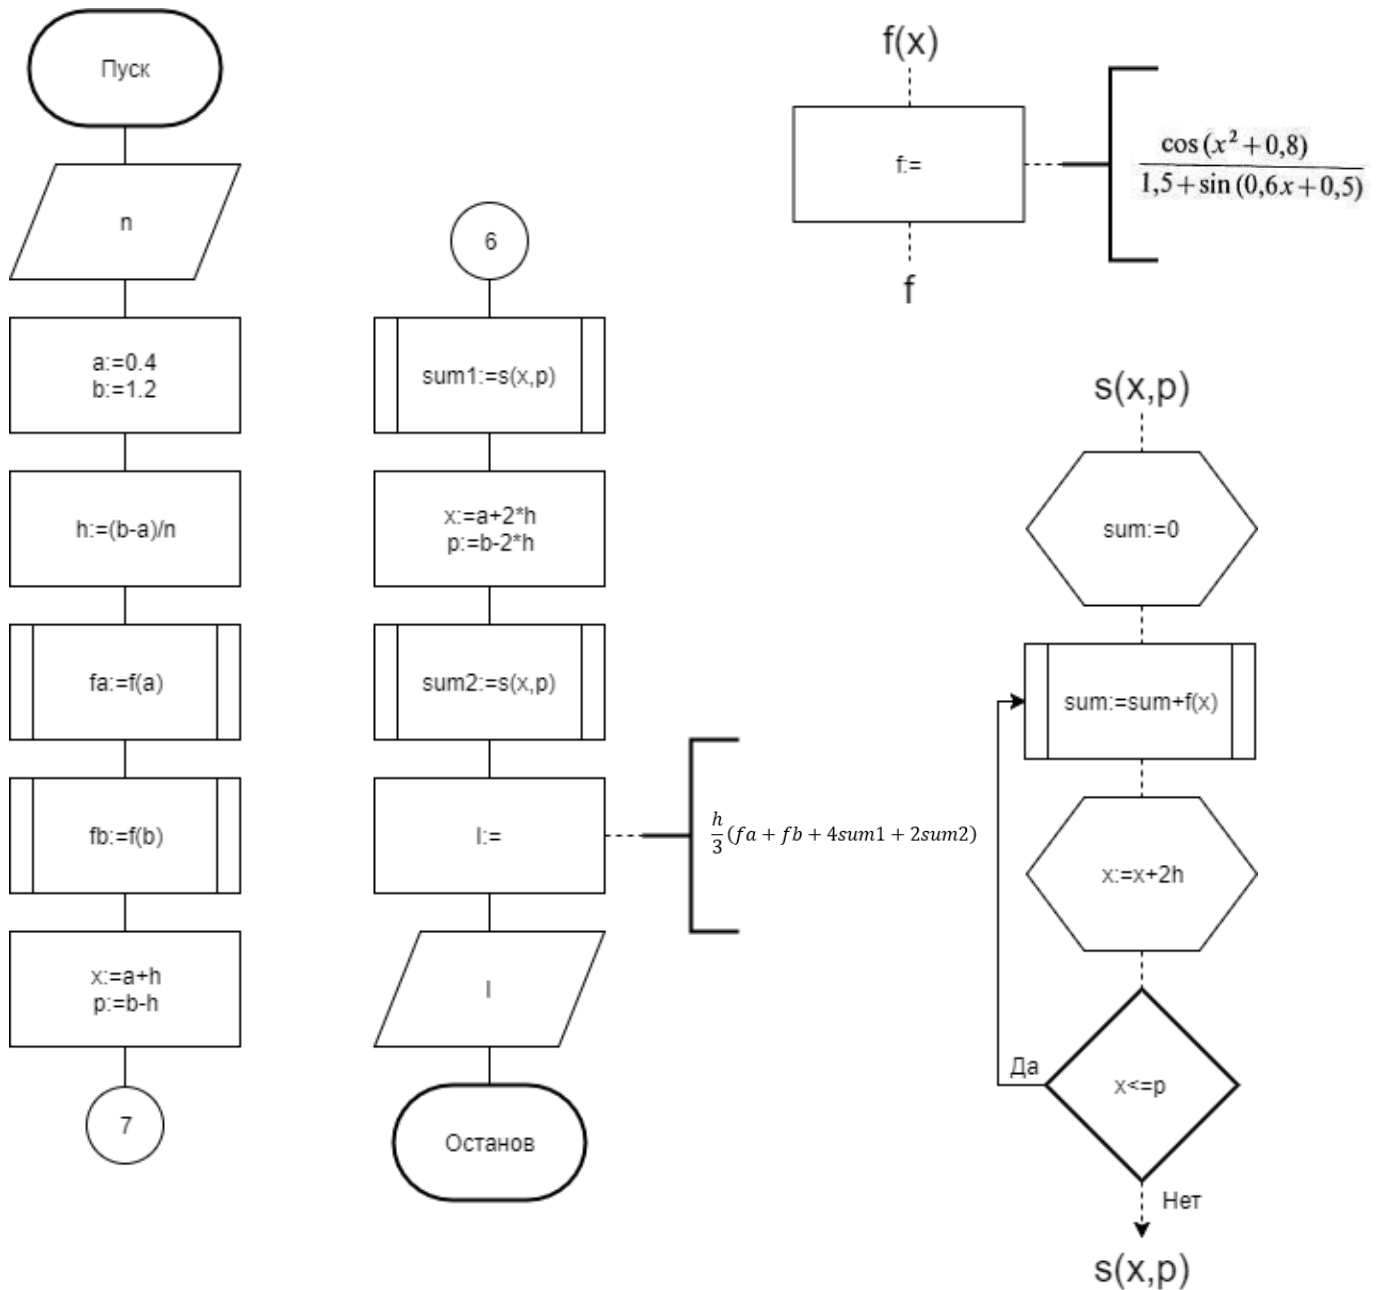 Пуск
n
a:=0.4
b:=1.2
h:=(b-a)/n
fa:=f(a)
fb:=f(b)
x:=a+h
p:=b-h
7
6
sum1:=s(x,p)
x:=a+2*h
p:=b-2*h
sum2:=s(x,p)
I:=
h/3 (fa + fb + 4sum1 + 2sum2)
I
Останов
f(x)
f:=
cos (x² + 0,8)
1,5 + sin (0,6x + 0,5)
f
s(x,p)
sum:=0
sum:=sum+f(x)
x:=x+2h
x<=p
Да
Нет
s(x,p)